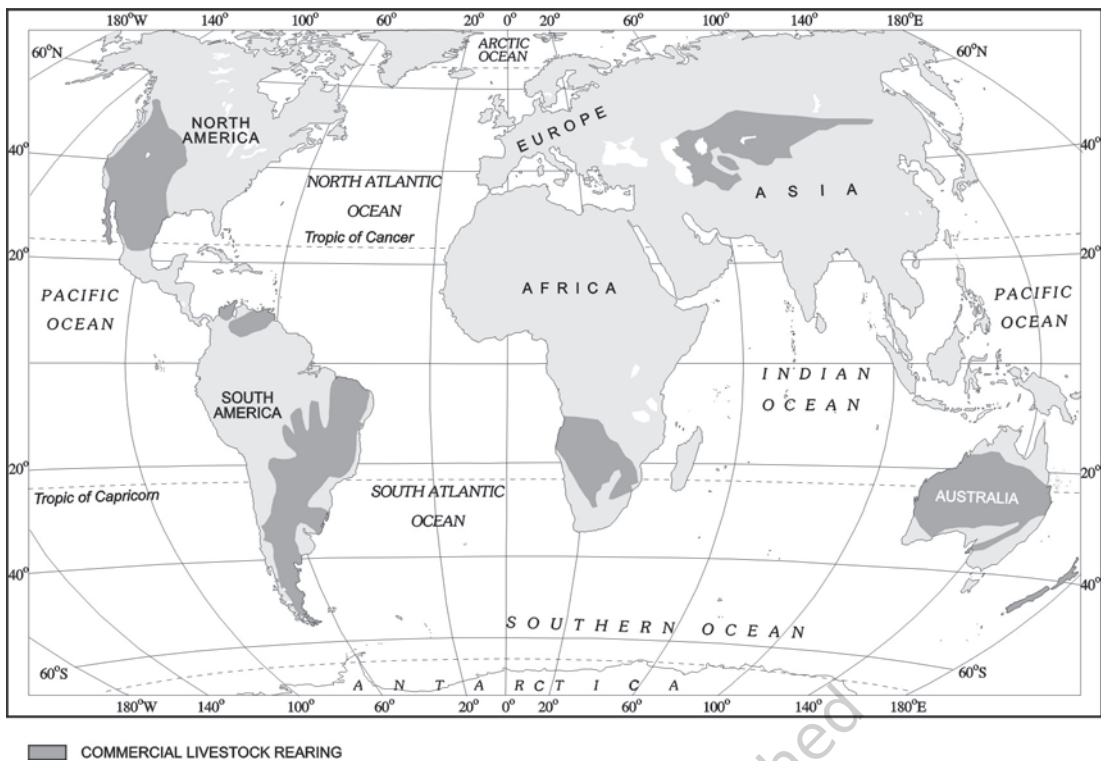 180°W 140° 100° 60° 20° 0° 20° 60° 100° 140° 180°E
60°N
ARCTIC
OCEAN
60°N
NORTH
AMERICA
EUROPE
40°
40°
ASIA
NORTH ATLANTIC
OCEAN
Tropic of Cancer
20°
20°
AFRICA
PACIFIC
OCEAN
PACIFIC
OCEAN
INDIAN
OCEAN
SOUTH
AMERICA
20°
20°
Tropic of Capricorn
SOUTH ATLANTIC
OCEAN
AUSTRALIA
40°
40°
SOUTHERN OCEAN
60°S
60°S
ANTARCTICA
180°W 140° 100° 60° 20° 0° 20° 60° 100° 140° 180°E
COMMERCIAL LIVESTOCK REARING